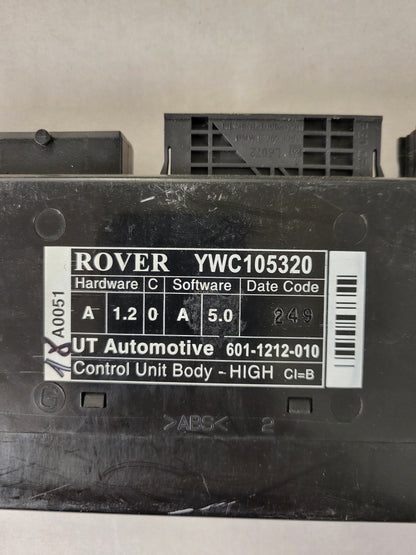 ROVER YWC105320
Hardware C Software Date Code
A 1.2 0 A 5.0 249
UT Automotive 601-1212-010
Control Unit Body - HIGH CI=B
A0051
18
>ABS< 2